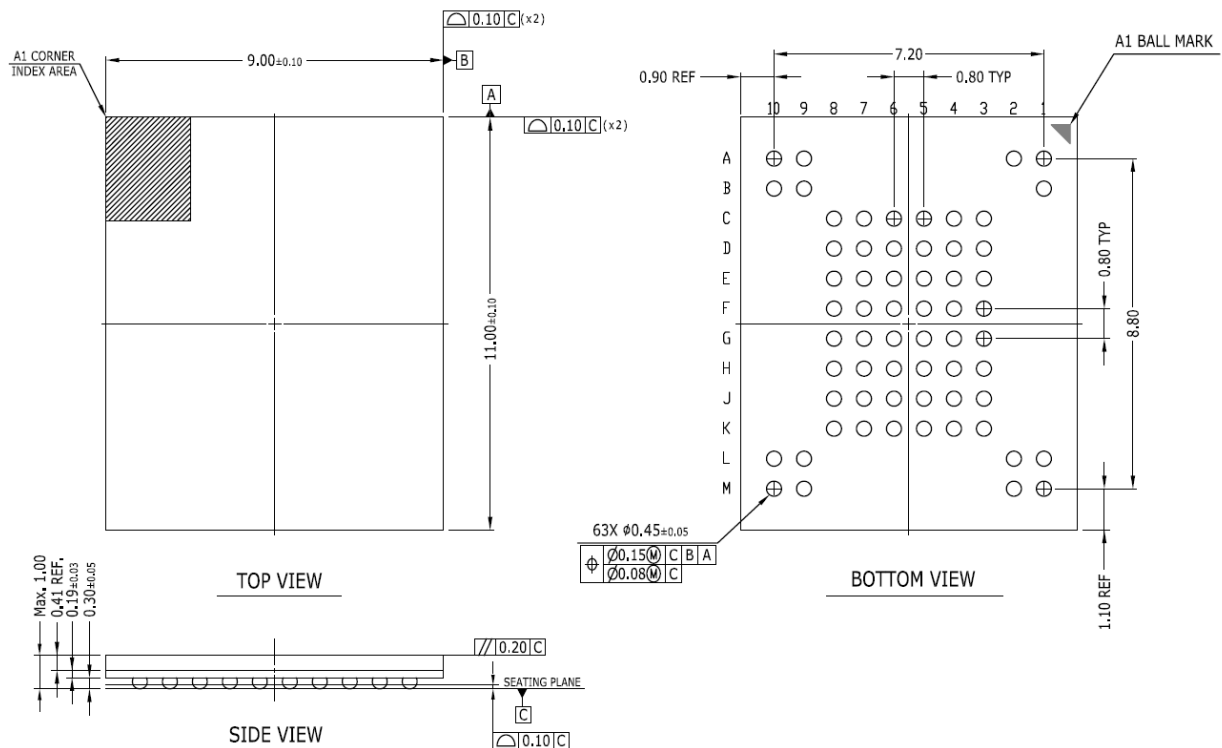 ⌓ 0.10 C (x2)
A1 CORNER
INDEX AREA
9.00±0.10
B
A
⌓ 0.10 C (x2)
11.00±0.10
TOP VIEW
A1 BALL MARK
7.20
0.90 REF
0.80 TYP
10 9 8 7 6 5 4 3 2 1
A
B
C
D
E
F
G
H
J
K
L
M
0.80 TYP
8.80
1.10 REF
63X Ø0.45±0.05
⌖ Ø0.15Ⓜ C B A
Ø0.08Ⓜ C
BOTTOM VIEW
Max. 1.00
0.41 REF.
0.19±0.03
0.30±0.05
// 0.20 C
SEATING PLANE
C
⌓ 0.10 C
SIDE VIEW